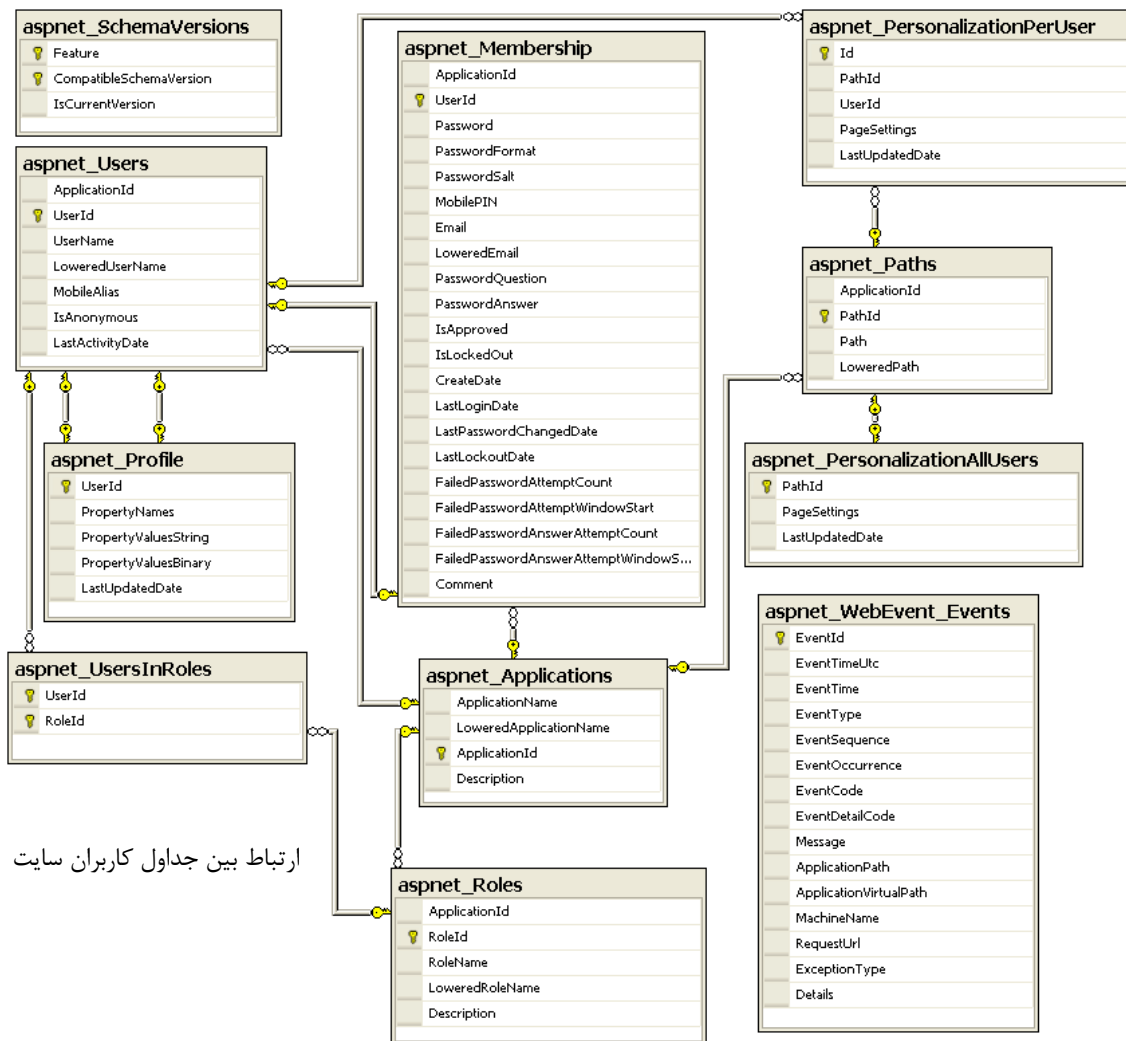 aspnet_SchemaVersions
Feature
CompatibleSchemaVersion
IsCurrentVersion
aspnet_Users
ApplicationId
UserId
UserName
LoweredUserName
MobileAlias
IsAnonymous
LastActivityDate
aspnet_Profile
UserId
PropertyNames
PropertyValuesString
PropertyValuesBinary
LastUpdatedDate
aspnet_UsersInRoles
UserId
RoleId
ارتباط بین جداول کاربران سایت
aspnet_Membership
ApplicationId
UserId
Password
PasswordFormat
PasswordSalt
MobilePIN
Email
LoweredEmail
PasswordQuestion
PasswordAnswer
IsApproved
IsLockedOut
CreateDate
LastLoginDate
LastPasswordChangedDate
LastLockoutDate
FailedPasswordAttemptCount
FailedPasswordAttemptWindowStart
FailedPasswordAnswerAttemptCount
FailedPasswordAnswerAttemptWindowS...
Comment
aspnet_Applications
ApplicationName
LoweredApplicationName
ApplicationId
Description
aspnet_Roles
ApplicationId
RoleId
RoleName
LoweredRoleName
Description
aspnet_PersonalizationPerUser
Id
PathId
UserId
PageSettings
LastUpdatedDate
aspnet_Paths
ApplicationId
PathId
Path
LoweredPath
aspnet_PersonalizationAllUsers
PathId
PageSettings
LastUpdatedDate
aspnet_WebEvent_Events
EventId
EventTimeUtc
EventTime
EventType
EventSequence
EventOccurrence
EventCode
EventDetailCode
Message
ApplicationPath
ApplicationVirtualPath
MachineName
RequestUrl
ExceptionType
Details